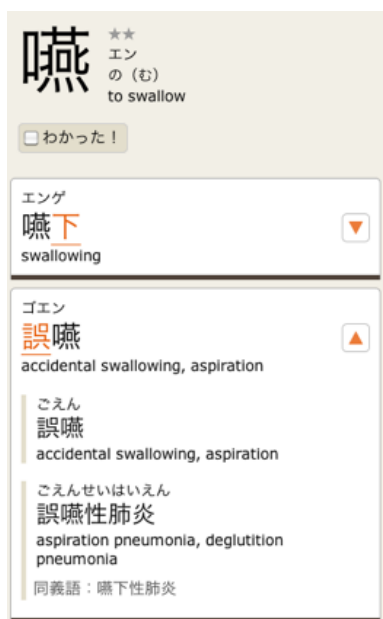 嚥
★★
エン
の（む）
to swallow
わかった！
エンゲ
嚥下
swallowing
ゴエン
誤嚥
accidental swallowing, aspiration
ごえん
誤嚥
accidental swallowing, aspiration
ごえんせいはいえん
誤嚥性肺炎
aspiration pneumonia, deglutition
pneumonia
同義語：嚥下性肺炎